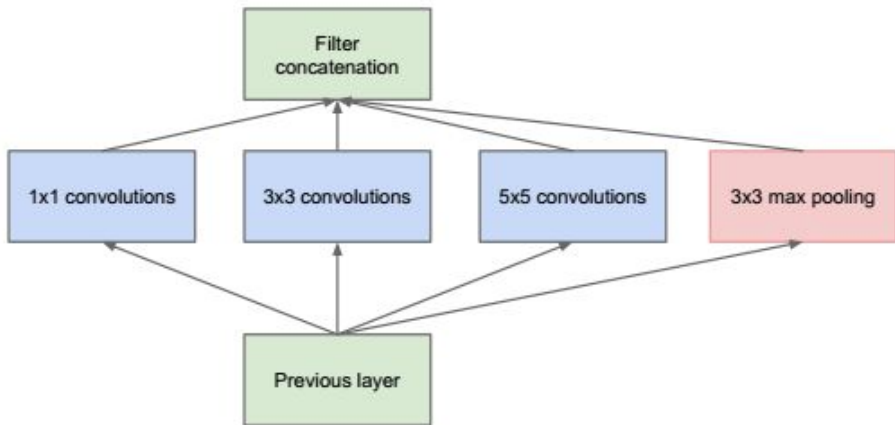 Filter
concatenation
1x1 convolutions
3x3 convolutions
5x5 convolutions
3x3 max pooling
Previous layer